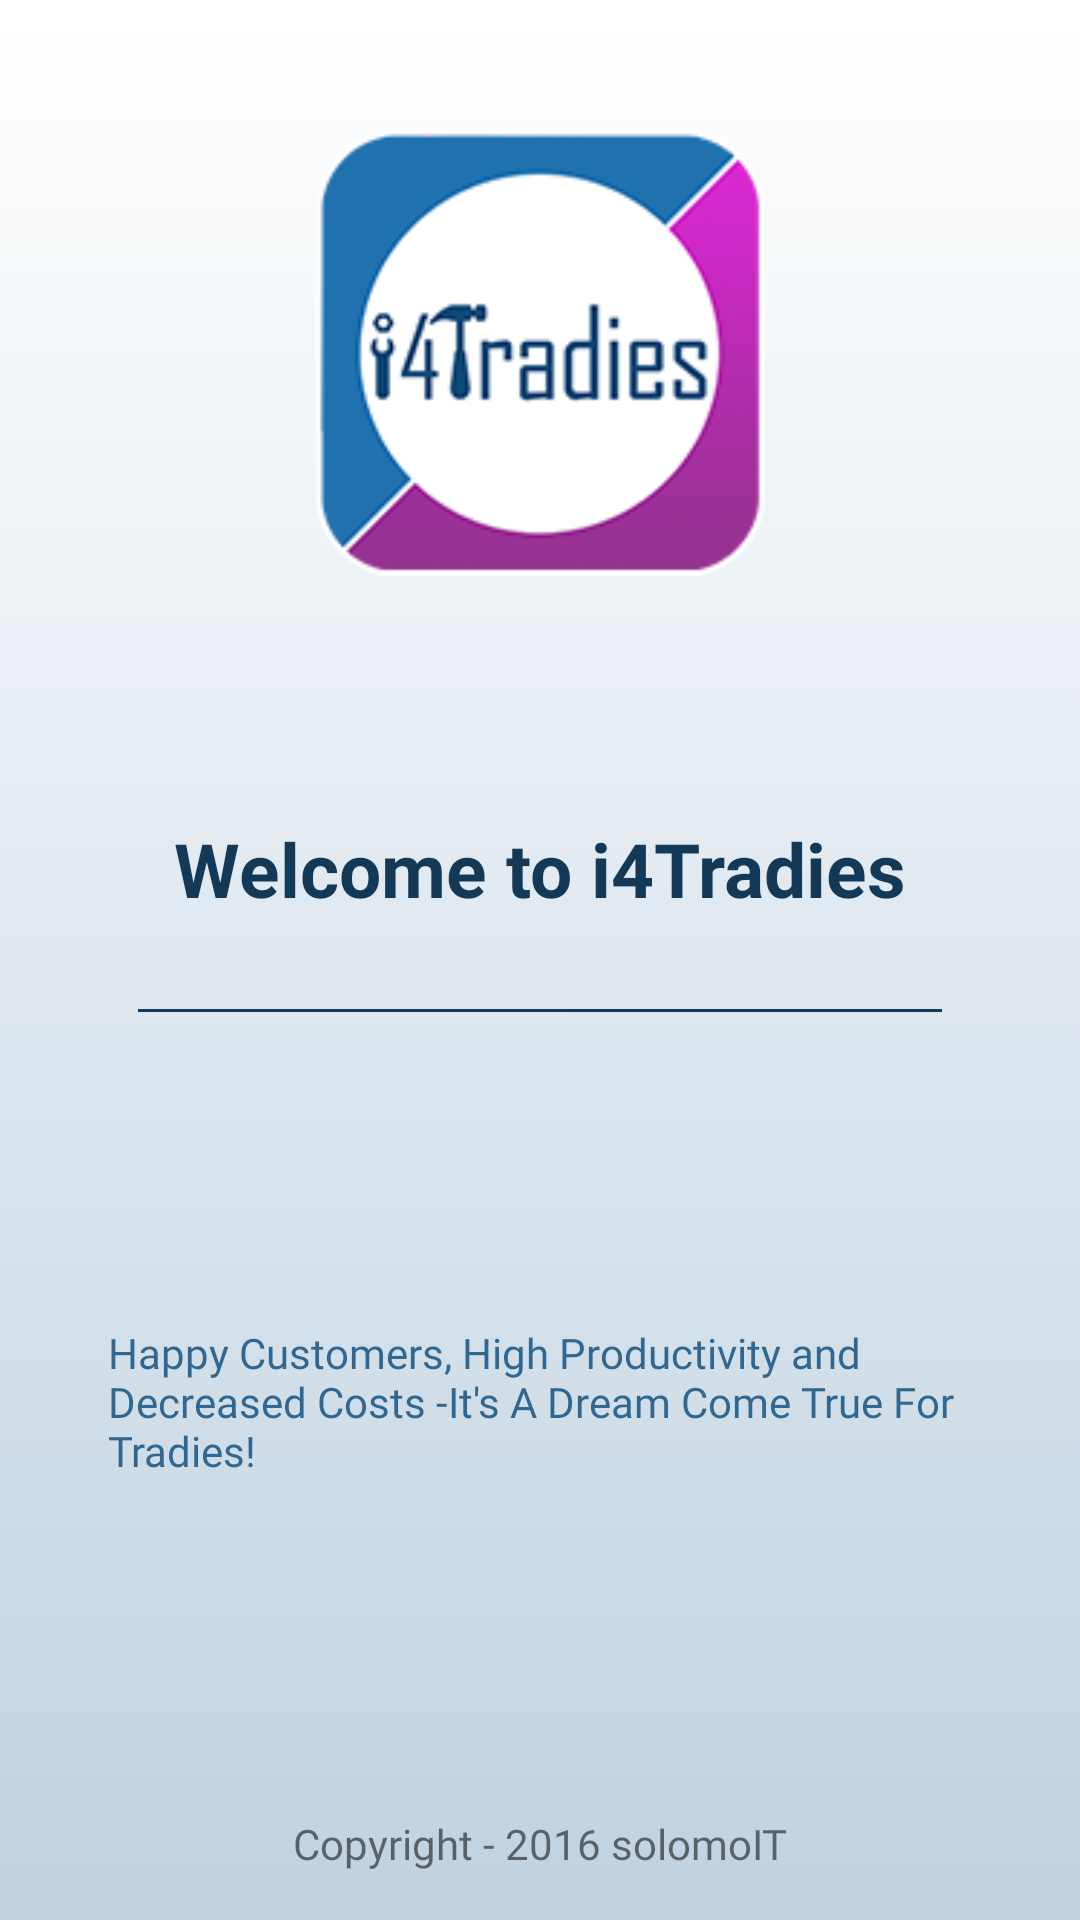 i4Tradies
Welcome to i4Tradies
Happy Customers, High Productivity and
Decreased Costs -It's A Dream Come True For
Tradies!
Copyright - 2016 solomoIT